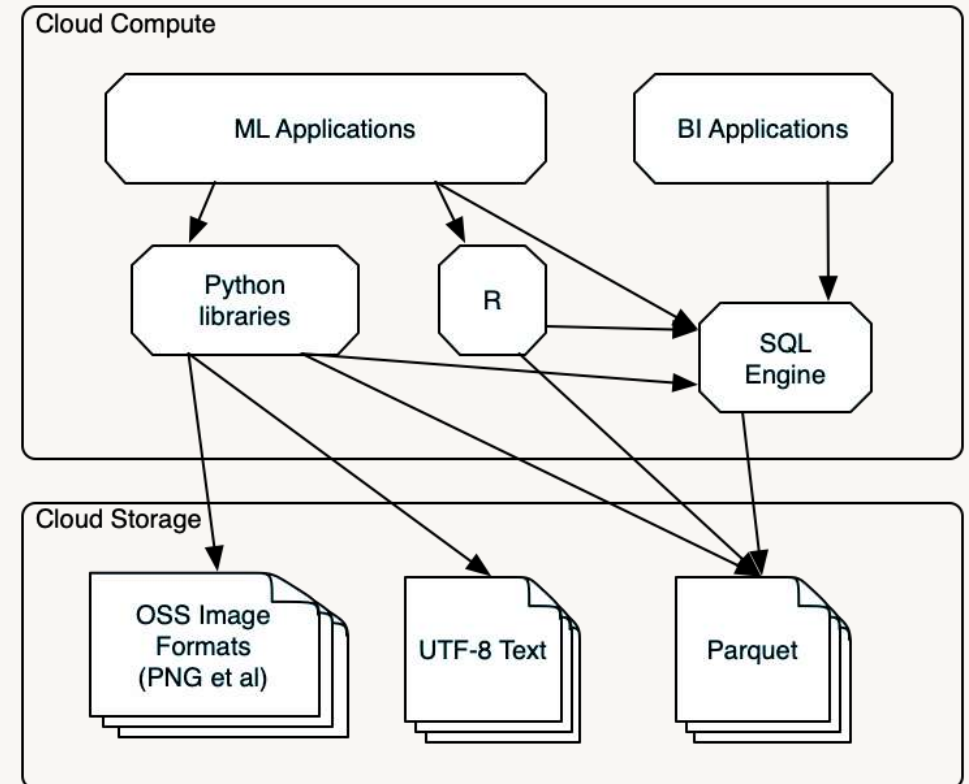 Cloud Compute
ML Applications
BI Applications
Python
libraries
R
SQL
Engine
Cloud Storage
OSS Image
Formats
(PNG et al)
UTF-8 Text
Parquet